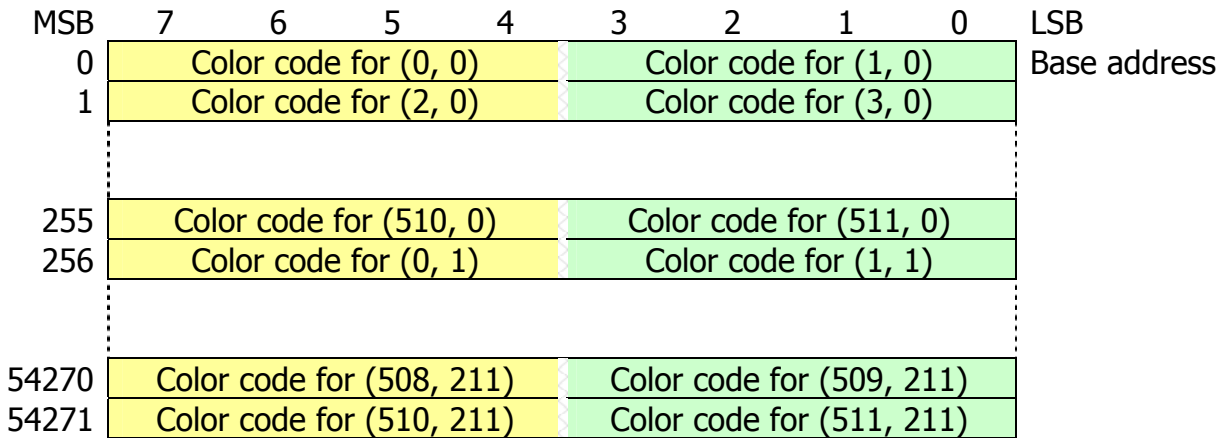 MSB 7 6 5 4 3 2 1 0 LSB
0 Color code for (0, 0) Color code for (1, 0) Base address
1 Color code for (2, 0) Color code for (3, 0)
255 Color code for (510, 0) Color code for (511, 0)
256 Color code for (0, 1) Color code for (1, 1)
54270 Color code for (508, 211) Color code for (509, 211)
54271 Color code for (510, 211) Color code for (511, 211)